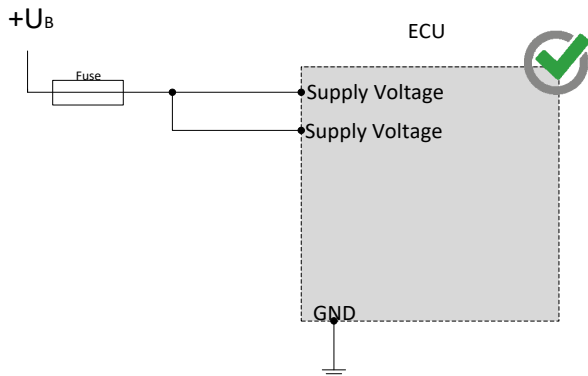 +UB
ECU
Fuse
Supply Voltage
Supply Voltage
GND